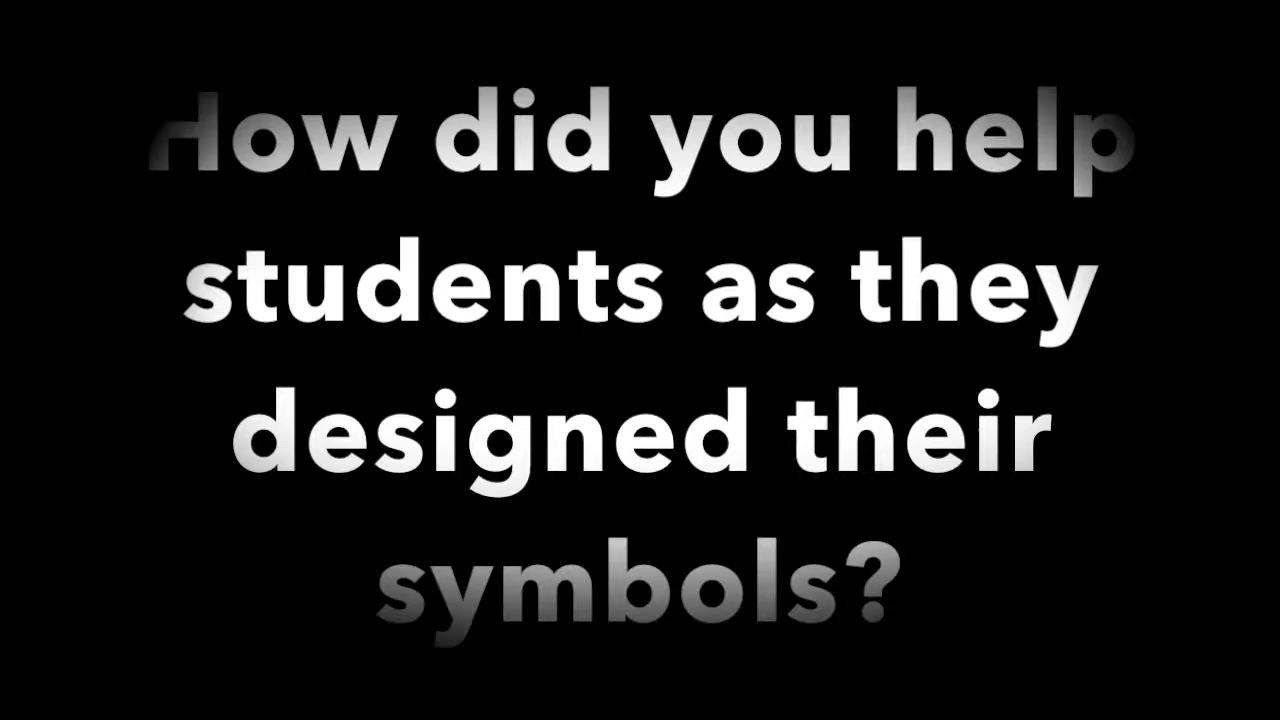 How did you help
students as they
designed their
symbols?